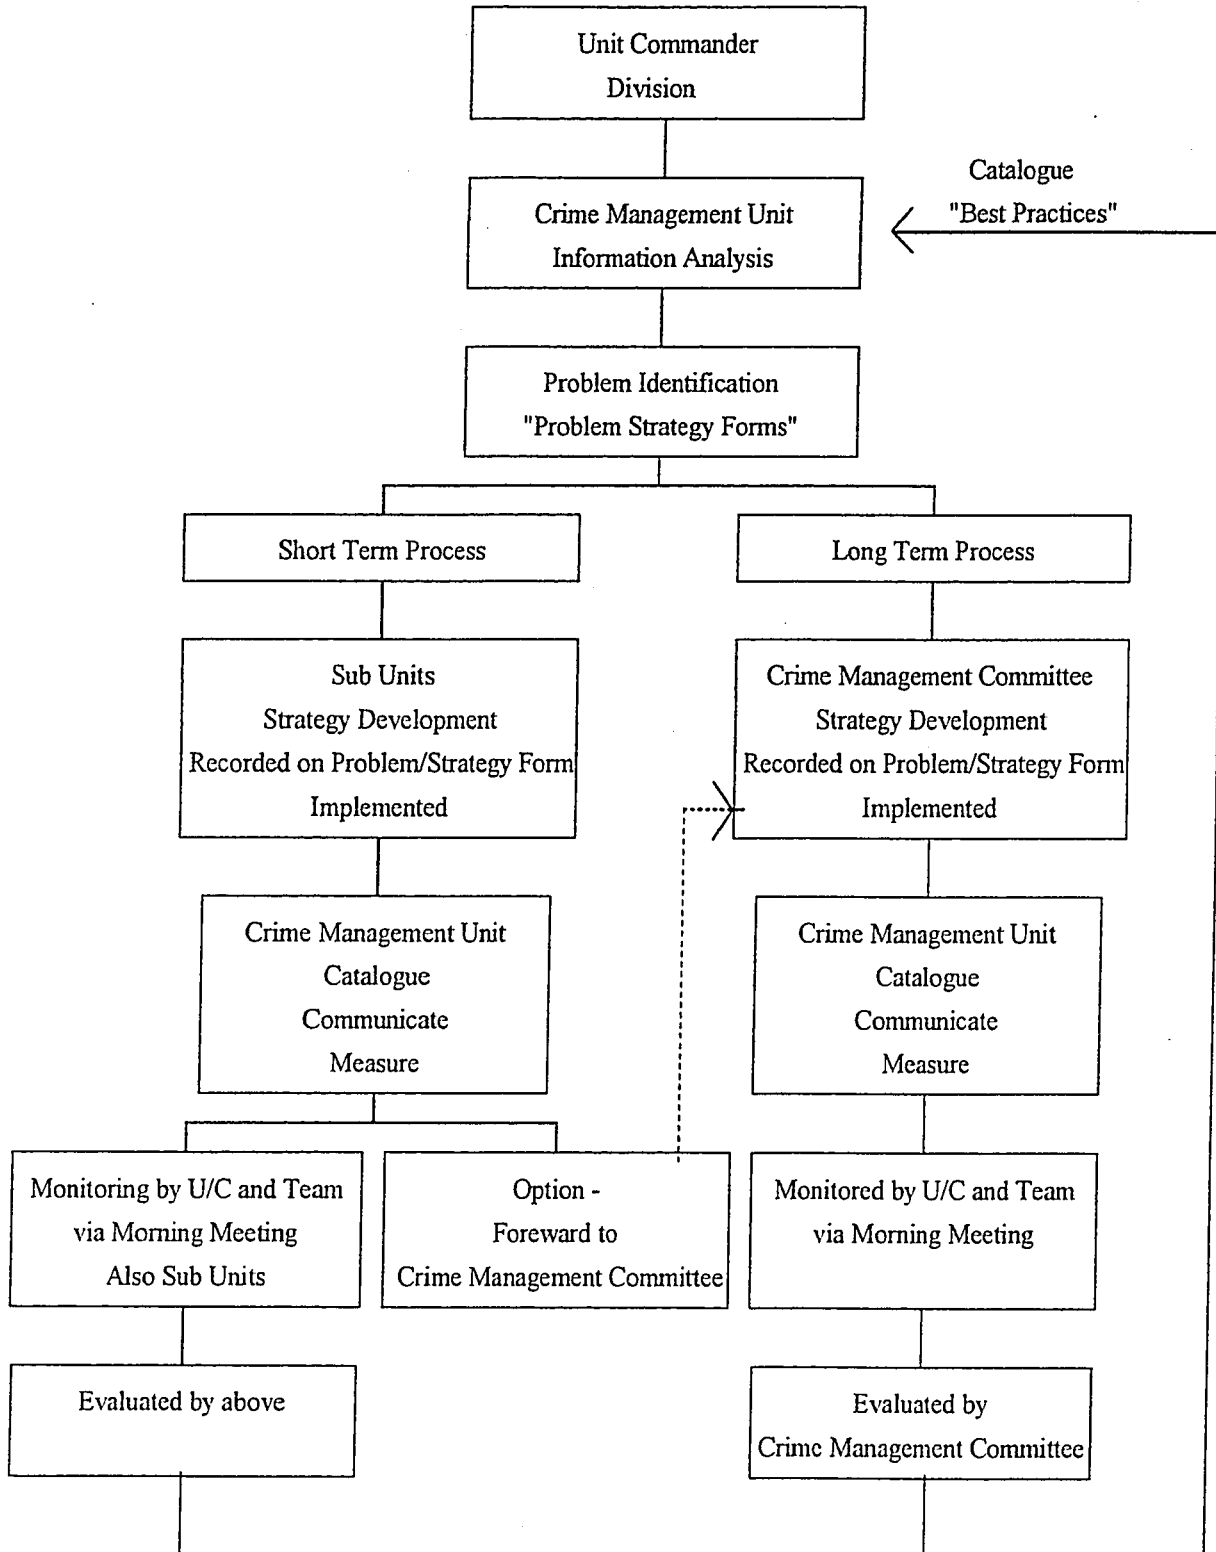 Unit Commander
Division
Catalogue
"Best Practices"
Crime Management Unit
Information Analysis
Problem Identification
"Problem Strategy Forms"
Short Term Process
Long Term Process
Sub Units
Strategy Development
Recorded on Problem/Strategy Form
Implemented
Crime Management Committee
Strategy Development
Recorded on Problem/Strategy Form
Implemented
Crime Management Unit
Catalogue
Communicate
Measure
Crime Management Unit
Catalogue
Communicate
Measure
Monitoring by U/C and Team
via Morning Meeting
Also Sub Units
Option -
Foreward to
Crime Management Committee
Monitored by U/C and Team
via Morning Meeting
Evaluated by above
Evaluated by
Crime Management Committee